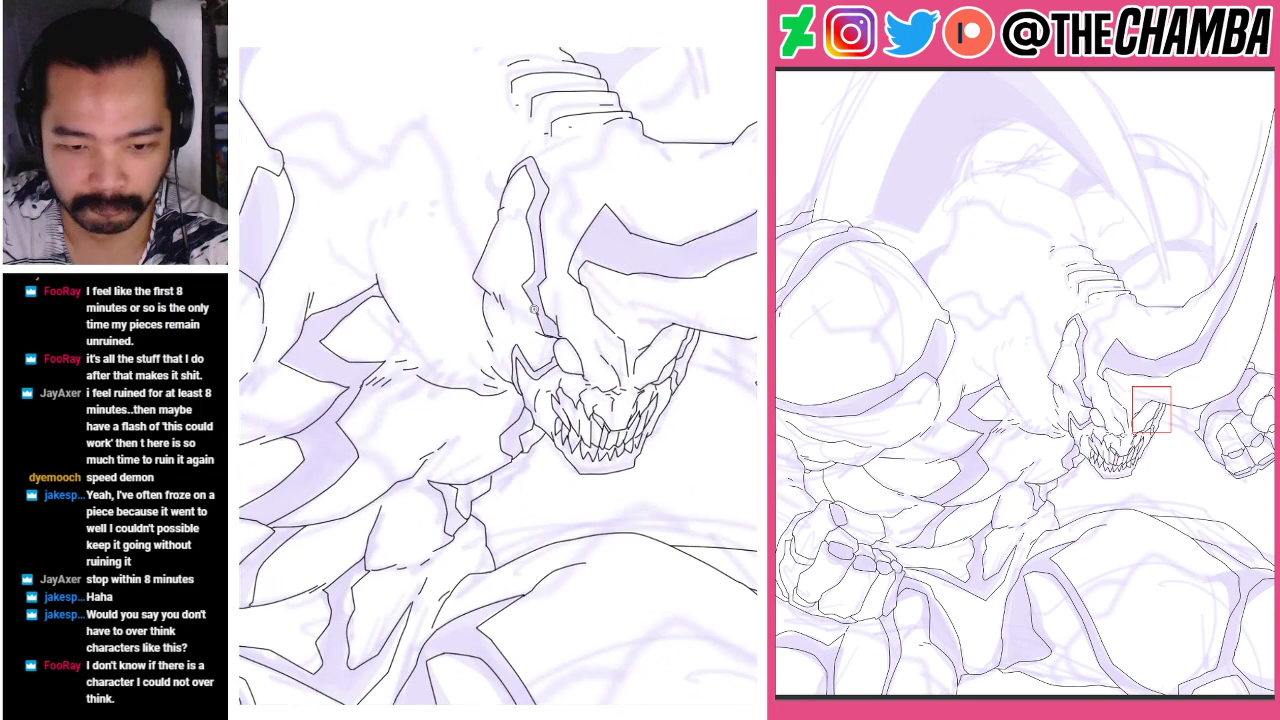 @THECHAMBA
FooRay I feel like the first 8
minutes or so is the only
time my pieces remain
unruined.
FooRay it's all the stuff that I do
after that makes it shit.
JayAxer i feel ruined for at least 8
minutes..then maybe
have a flash of 'this could
work' then t here is so
much time to ruin it again
dyemooch speed demon
jakesp... Yeah, I've often froze on a
piece because it went to
well I couldn't possible
keep it going without
ruining it
JayAxer stop within 8 minutes
jakesp... Haha
jakesp... Would you say you don't
have to over think
characters like this?
FooRay I don't know if there is a
character I could not over
think.